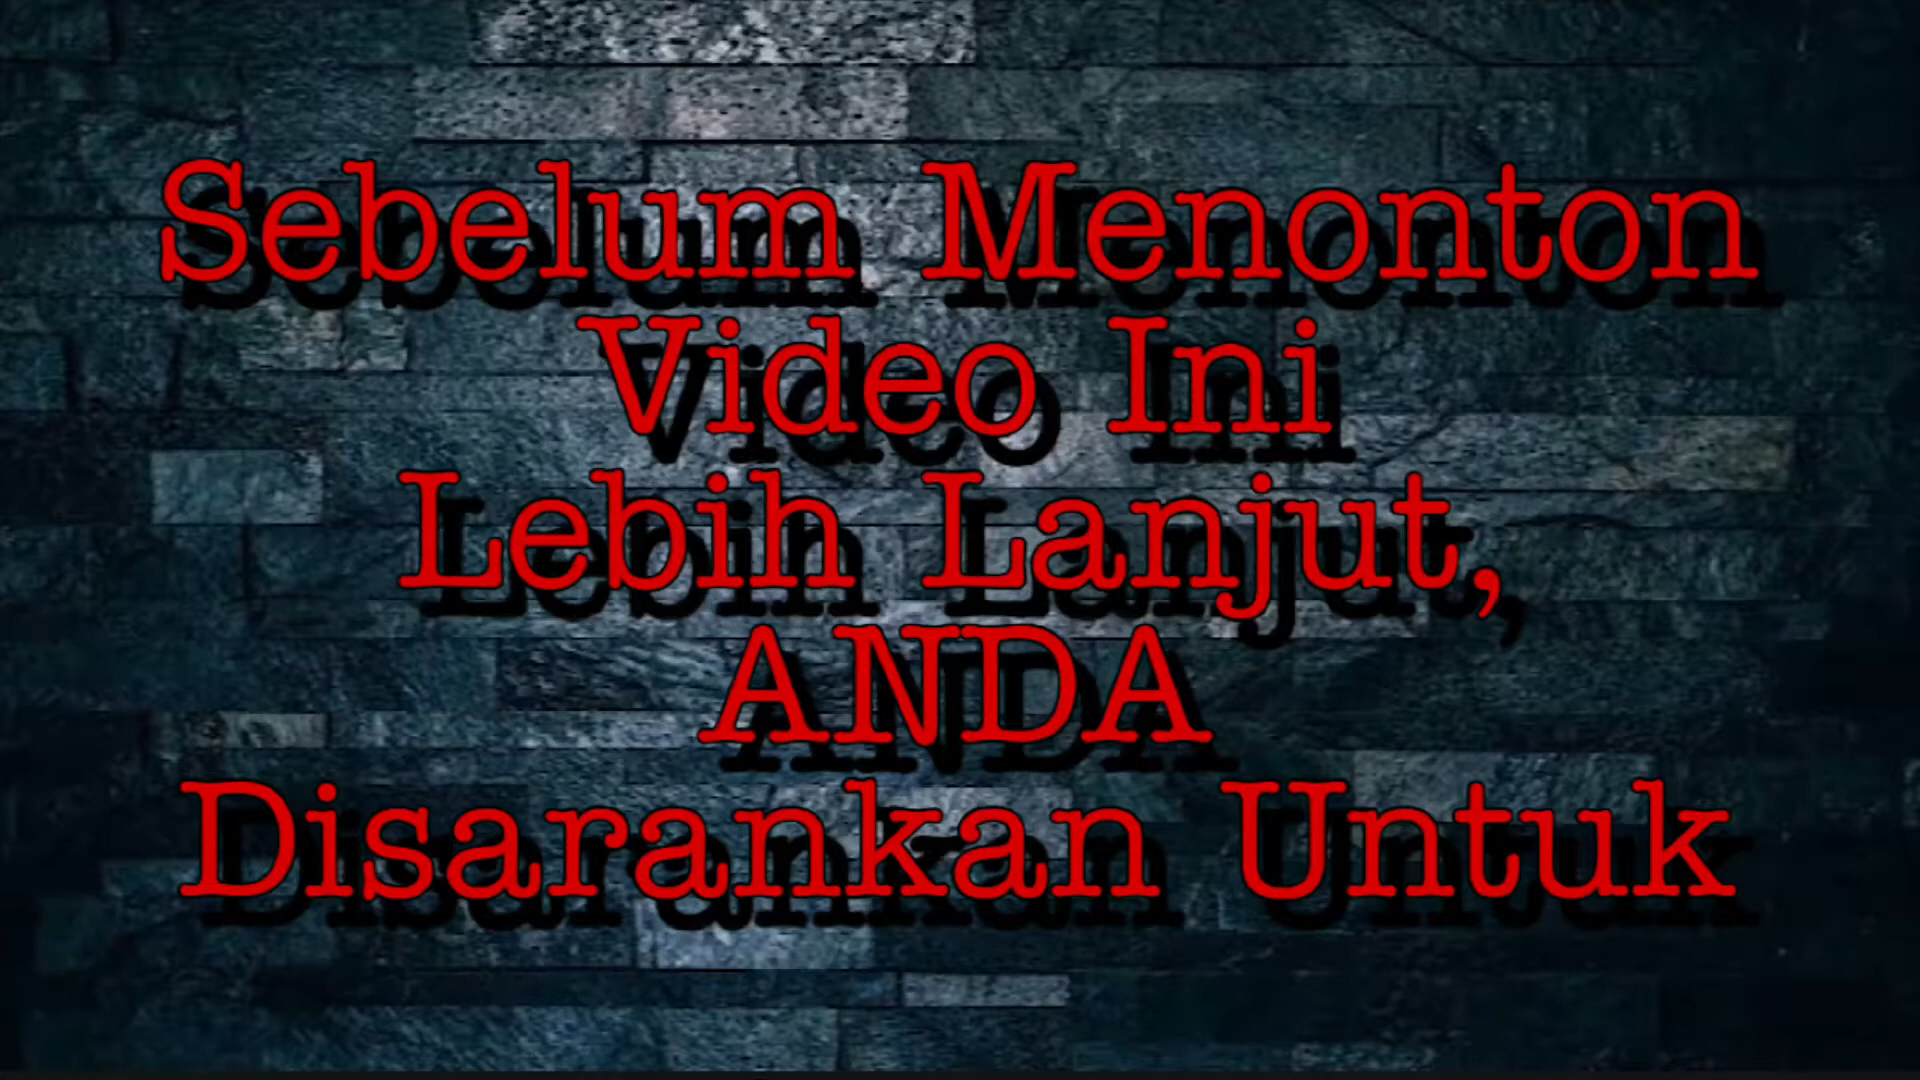 Sebelum Menonton
Video Ini
Lebih Lanjut,
ANDA
Disarankan Untuk